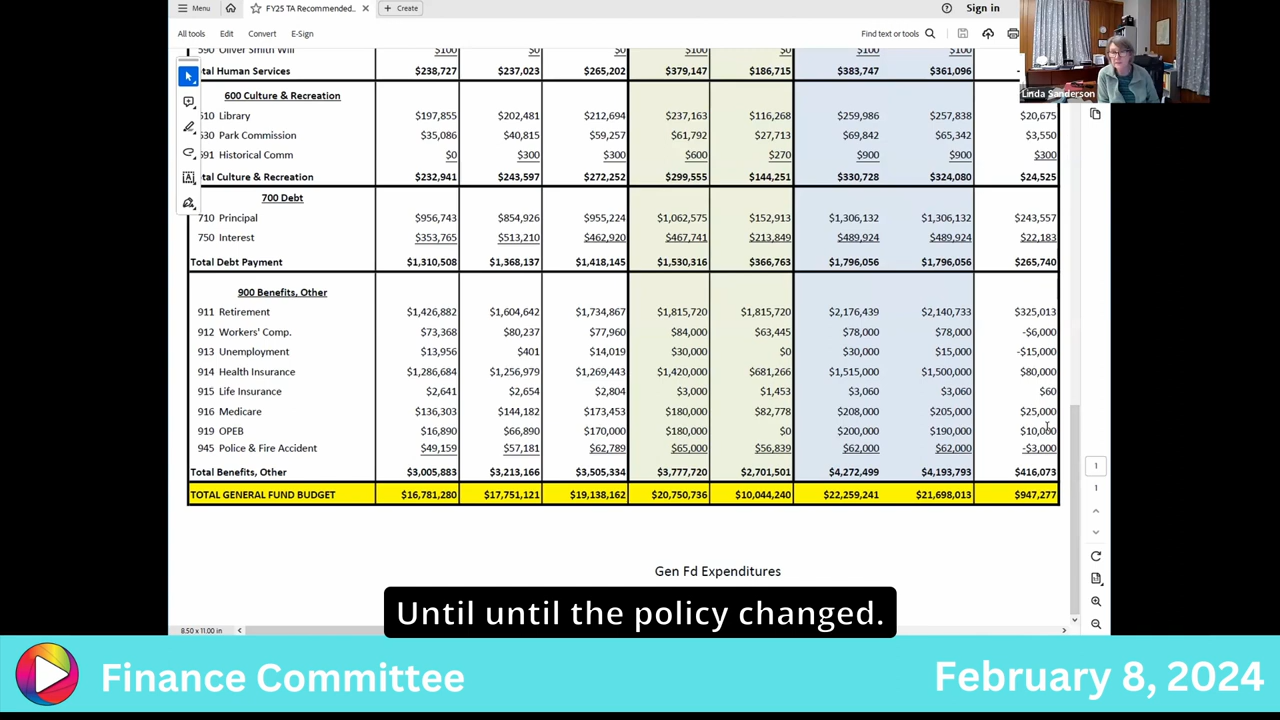 Menu FY25 TA Recommended.. × + Create Sign in
All tools Edit Convert E-Sign Find text or tools
590 Oliver Smith Will $100 $0 $0 $100 $0 $100 $100
tal Human Services $238,727 $237,023 $265,202 $379,147 $186,715 $383,747 $361,096 -
Linda Sanderson
600 Culture & Recreation
610 Library $197,855 $202,481 $212,694 $237,163 $116,268 $259,986 $257,838 $20,675
630 Park Commission $35,086 $40,815 $59,257 $61,792 $27,713 $69,842 $65,342 $3,550
691 Historical Comm $0 $300 $300 $600 $270 $900 $900 $300
tal Culture & Recreation $232,941 $243,597 $272,252 $299,555 $144,251 $330,728 $324,080 $24,525
700 Debt
710 Principal $956,743 $854,926 $955,224 $1,062,575 $152,913 $1,306,132 $1,306,132 $243,557
750 Interest $353,765 $513,210 $462,920 $467,741 $213,849 $489,924 $489,924 $22,183
Total Debt Payment $1,310,508 $1,368,137 $1,418,145 $1,530,316 $366,763 $1,796,056 $1,796,056 $265,740
900 Benefits, Other
911 Retirement $1,426,882 $1,604,642 $1,734,867 $1,815,720 $1,815,720 $2,176,439 $2,140,733 $325,013
912 Workers' Comp. $73,368 $80,237 $77,960 $84,000 $63,445 $78,000 $78,000 -$6,000
913 Unemployment $13,956 $401 $14,019 $30,000 $0 $30,000 $15,000 -$15,000
914 Health Insurance $1,286,684 $1,256,979 $1,269,443 $1,420,000 $681,266 $1,515,000 $1,500,000 $80,000
915 Life Insurance $2,641 $2,654 $2,804 $3,000 $1,453 $3,060 $3,060 $60
916 Medicare $136,303 $144,182 $173,453 $180,000 $82,778 $208,000 $205,000 $25,000
919 OPEB $16,890 $66,890 $170,000 $180,000 $0 $200,000 $190,000 $10,000
945 Police & Fire Accident $49,159 $57,181 $62,789 $65,000 $56,839 $62,000 $62,000 -$3,000
Total Benefits, Other $3,005,883 $3,213,166 $3,505,334 $3,777,720 $2,701,501 $4,272,499 $4,193,793 $416,073
1
1
TOTAL GENERAL FUND BUDGET $16,781,280 $17,751,121 $19,138,162 $20,750,736 $10,044,240 $22,259,241 $21,698,013 $947,277
Gen Fd Expenditures
Until until the policy changed.
8.50 x 11.00 in
Finance Committee
February 8, 2024